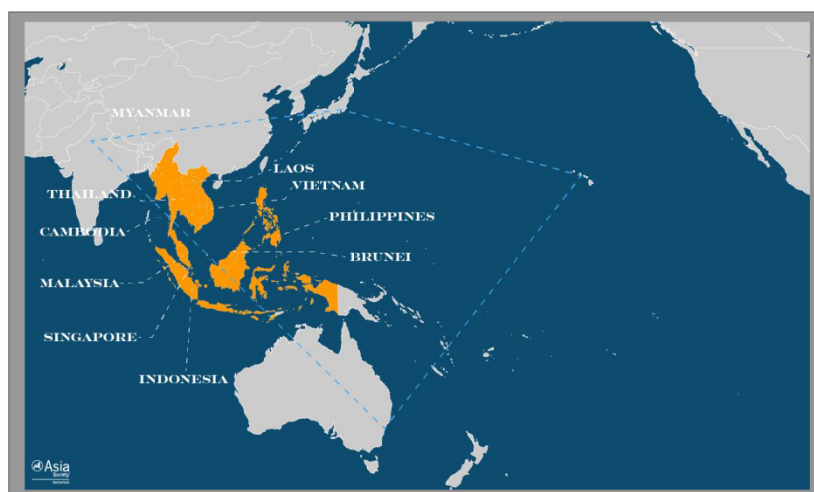 MYANMAR
LAOS
THAILAND
VIETNAM
PHILIPPINES
CAMBODIA
BRUNEI
MALAYSIA
SINGAPORE
INDONESIA
Asia
Society